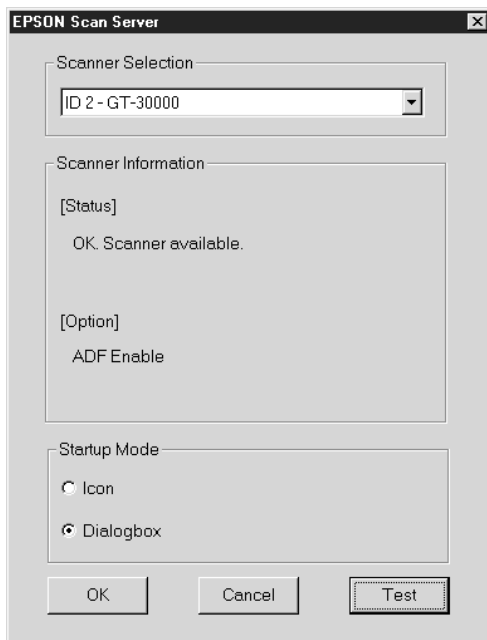 EPSON Scan Server
Scanner Selection
ID 2 - GT-30000
Scanner Information
[Status]
OK. Scanner available.
[Option]
ADF Enable
Startup Mode
Icon
Dialogbox
OK Cancel Test